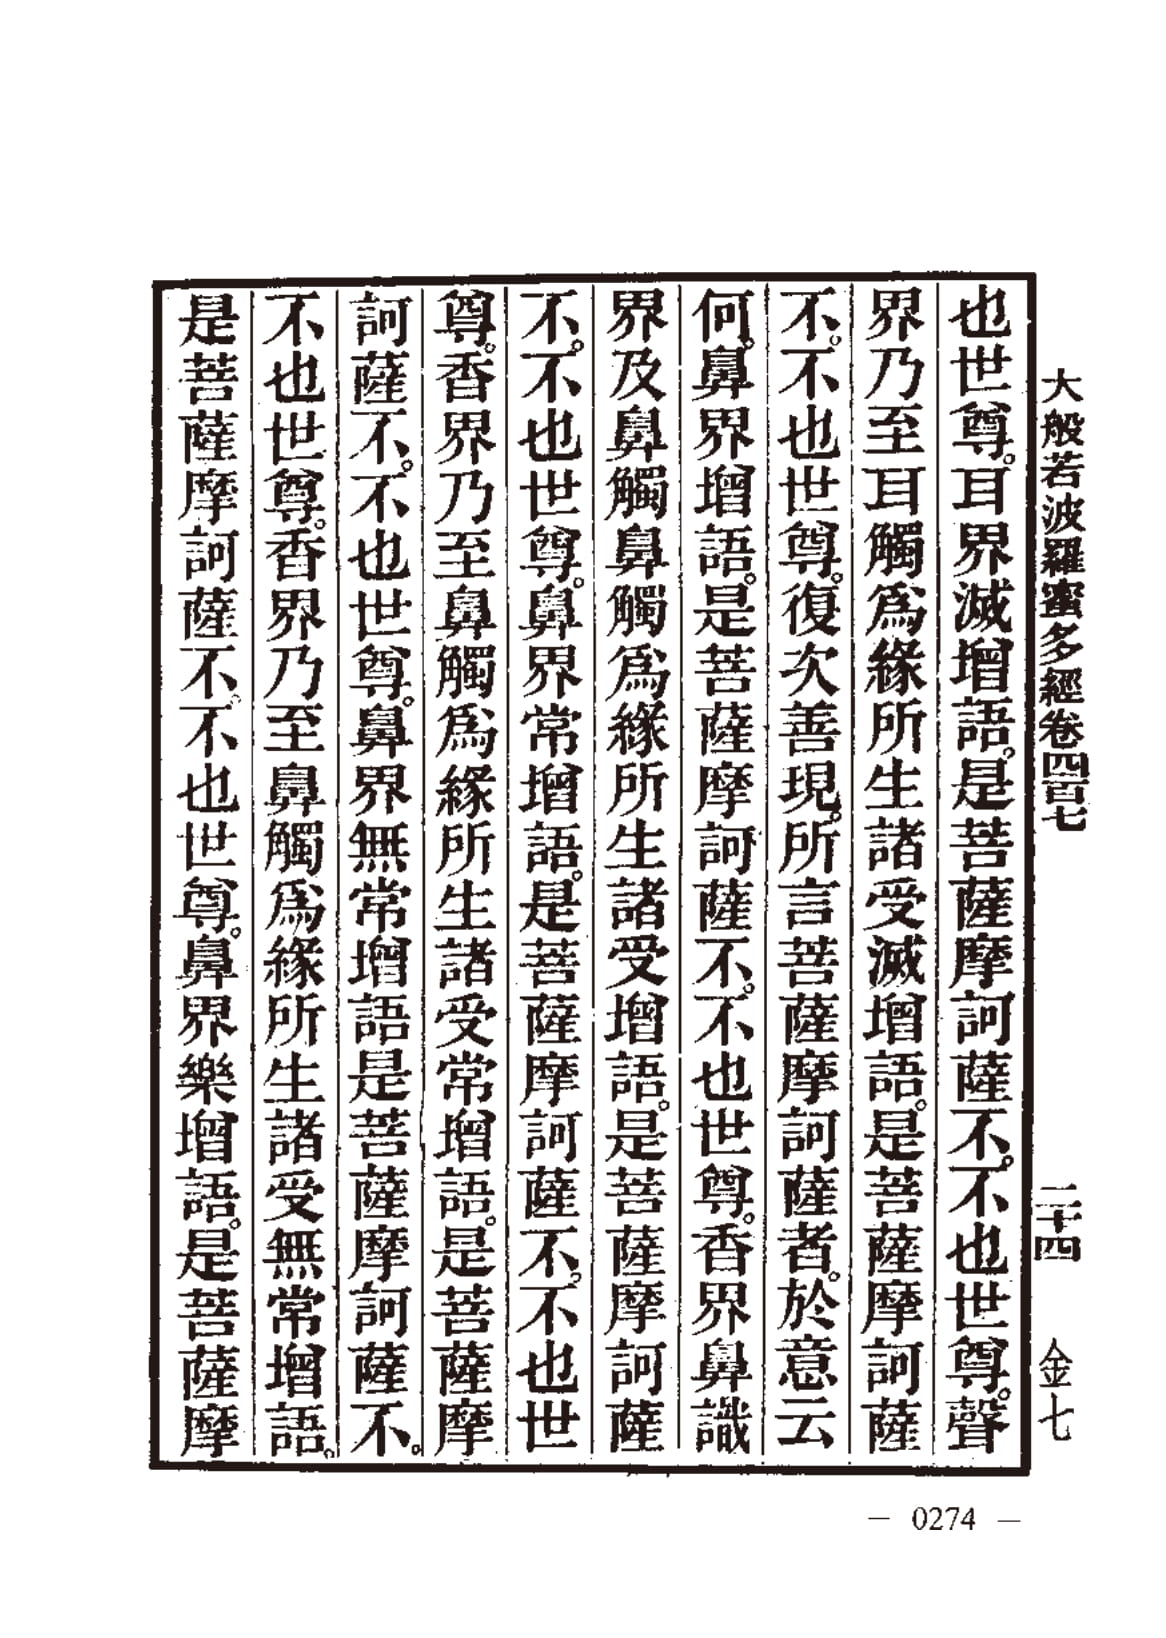 大般若波羅蜜多經卷四百七 二十四 金七
也世尊。耳界滅增語。是菩薩摩訶薩不。不也世尊。聲
界乃至耳觸爲緣所生諸受滅增語。是菩薩摩訶薩
不。不也世尊。復次善現。所言菩薩摩訶薩者。於意云
何。鼻界增語。是菩薩摩訶薩不。不也世尊。香界鼻識
界及鼻觸鼻觸爲緣所生諸受增語。是菩薩摩訶薩
不。不也世尊。鼻界常增語。是菩薩摩訶薩不。不也世
尊。香界乃至鼻觸爲緣所生諸受常增語。是菩薩摩
訶薩不。不也世尊。鼻界無常增語是菩薩摩訶薩不。
不也世尊。香界乃至鼻觸爲緣所生諸受無常增語。
是菩薩摩訶薩不。不也世尊。鼻界樂增語。是菩薩摩
— 0274 —